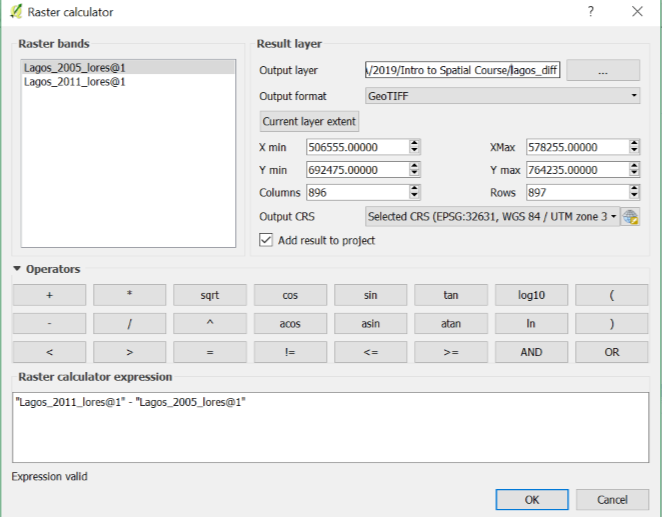 Raster calculator
?
Raster bands
Lagos_2005_lores@1
Lagos_2011_lores@1
Result layer
Output layer
\/2019/Intro to Spatial Course/lagos_diff
...
Output format
GeoTIFF
Current layer extent
X min 506555.00000 XMax 578255.00000
Y min 692475.00000 Y max 764235.00000
Columns 896 Rows 897
Output CRS Selected CRS (EPSG:32631, WGS 84 / UTM zone 3
Add result to project
Operators
+ * sqrt cos sin tan log10 (
- / ^ acos asin atan ln )
< > = != <= >= AND OR
Raster calculator expression
"Lagos_2011_lores@1" - "Lagos_2005_lores@1"
Expression valid
OK Cancel